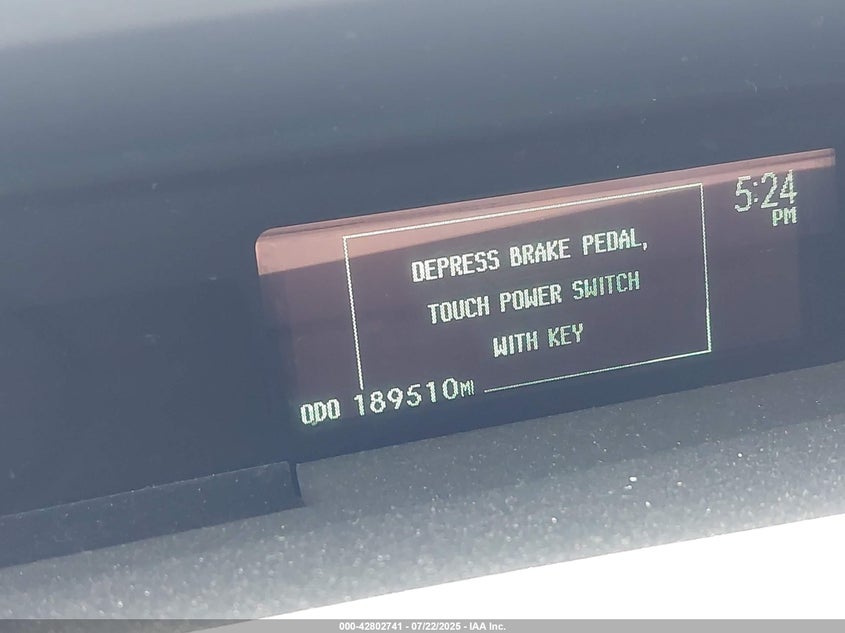 5:24
PM
DEPRESS BRAKE PEDAL,
TOUCH POWER SWITCH
WITH KEY
ODO 189510MI
000-42802741 - 07/22/2025 - IAA Inc.